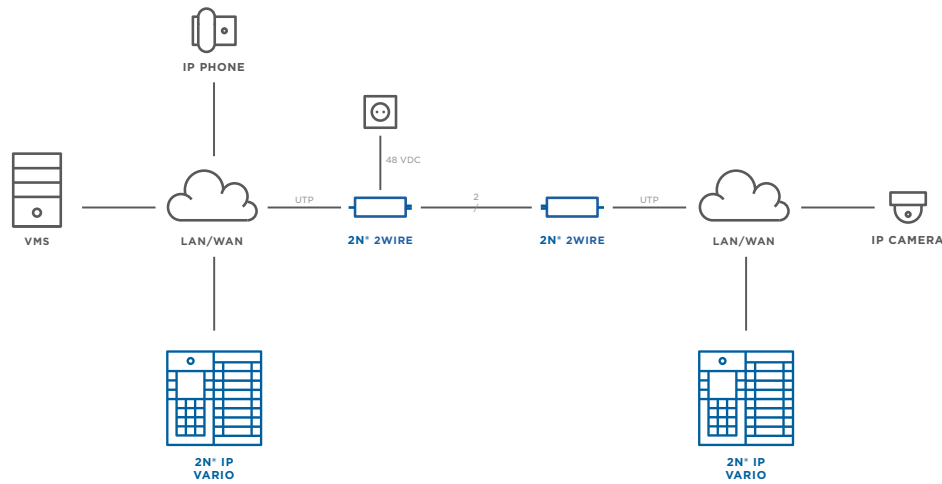 IP PHONE
48 VDC
UTP
2
UTP
VMS
LAN/WAN
2N® 2WIRE
2N® 2WIRE
LAN/WAN
IP CAMERA
2N® IP
VARIO
2N® IP
VARIO